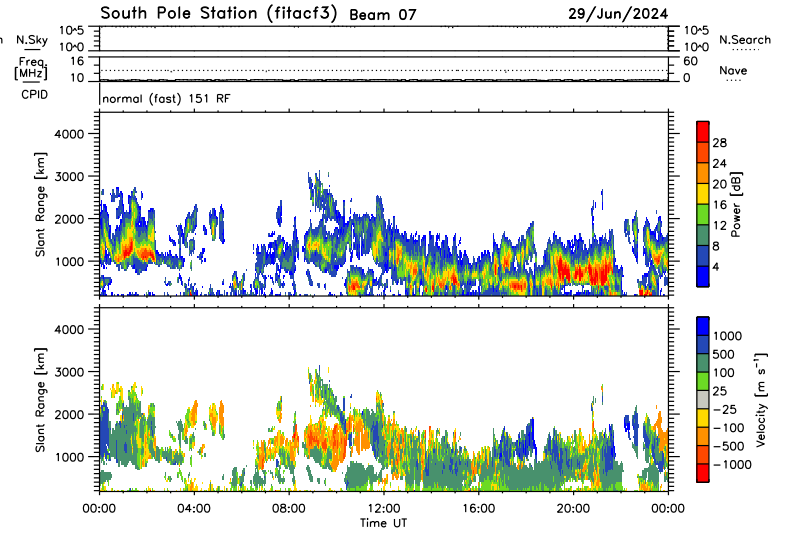 South Pole Station (fitacf3) Beam 07 29/Jun/2024
n N.Sky 10^5 10^0 10^5 10^0 N.Search
Freq. [MHz] 16 10 60 0 Nave
CPID normal (fast) 151 RF
Slant Range [km]
4000
3000
2000
1000
28
24
20
16
12
8
4
Power [dB]
Slant Range [km]
4000
3000
2000
1000
1000
500
100
25
-25
-100
-500
-1000
Velocity [m s^-1]
00:00 04:00 08:00 12:00 16:00 20:00 00:00
Time UT